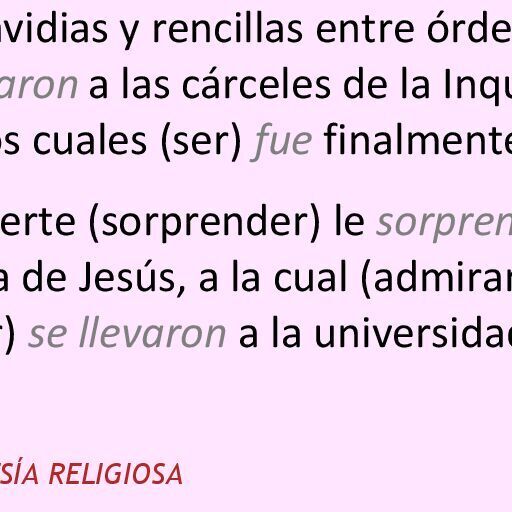 vidias y rencillas entre órde
aron a las cárceles de la Inqu
os cuales (ser) fue finalmente
erte (sorprender) le sorpren
a de Jesús, a la cual (admirar
r) se llevaron a la universidad
SÍA RELIGIOSA